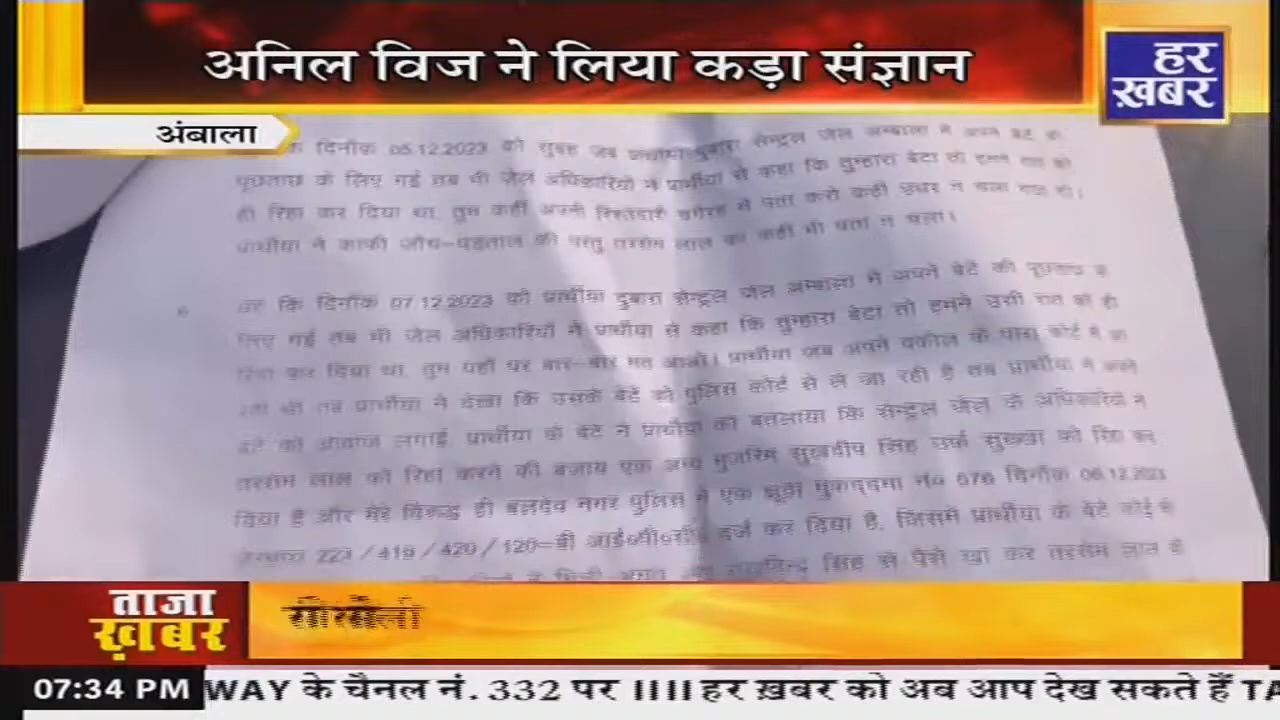 अनिल विज ने लिया कड़ा संज्ञान
हर
ख़बर
अंबाला
दिनाँक 05.12.2023 को सुबह जब प्रार्थीया दुबारा सेन्ट्रल जेल अम्बाला में अपने बेटे की
पूछताछ के लिए गई तब भी जेल अधिकारियों ने प्रार्थीया से कहा कि तुम्हारा बेटा तो हमने रात को
ही रिहा कर दिया था, तुम कहीं अपनी रिश्तेदारी वगैरह में पता करो कहीं उधर न चला गया हो।
प्रार्थीया ने काफी जाँच-पड़ताल की परन्तु तरसेम लाल का कहीं भी पता न चला।
कि दिनाँक 07.12.2023 को प्रार्थीया दुबारा सेन्ट्रल जेल अम्बाला में अपने बेटे की पूछताछ के
लिए गई तब भी जेल अधिकारियों ने प्रार्थीया से कहा कि तुम्हारा बेटा तो हमने उसी रात को ही
रिहा कर दिया था, तुम यहाँ पर बार-बार मत आओ। प्रार्थीया जब अपने वकील के पास कोर्ट में
थी तब प्रार्थीया ने देखा कि उसके बेटे को पुलिस कोर्ट से ले जा रही है तब प्रार्थीया ने अपने
बेटे को आवाज लगाई, प्रार्थीया के बेटे ने प्रार्थीया को बतलाया कि सेन्ट्रल जेल के अधिकारियों ने
तरसेम लाल को रिहा करने की बजाय एक अन्य मुजरिम सुखदीप सिंह उर्फ सुख्खा को रिहा कर
दिया है और मेरे विरूद्ध ही बलदेव नगर पुलिस ने एक झूठा मुकद्दमा नं० 676 दिनाँक 06.12.2023
223/419/420/120-बी आई०पी०सी० दर्ज कर दिया है, जिसमें प्रार्थीया के बेटे
सिंह से पैसे खा कर तरसेम लाल
ताजा
ख़बर
07:34 PM
WAY के चैनल नं. 332 पर IIII हर ख़बर को अब आप देख सकते हैं TA